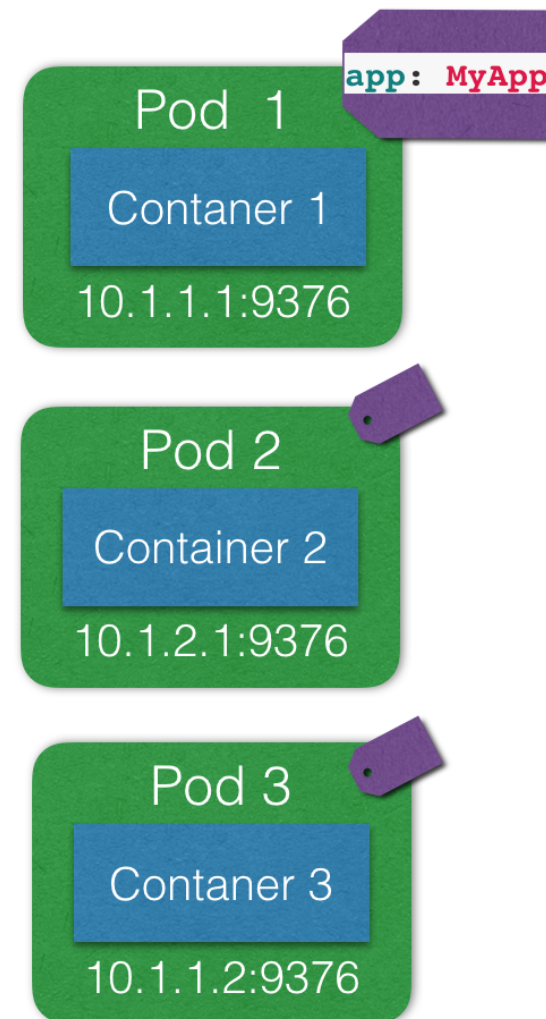 app: MyApp
Pod 1
Contaner 1
10.1.1.1:9376
Pod 2
Container 2
10.1.2.1:9376
Pod 3
Contaner 3
10.1.1.2:9376